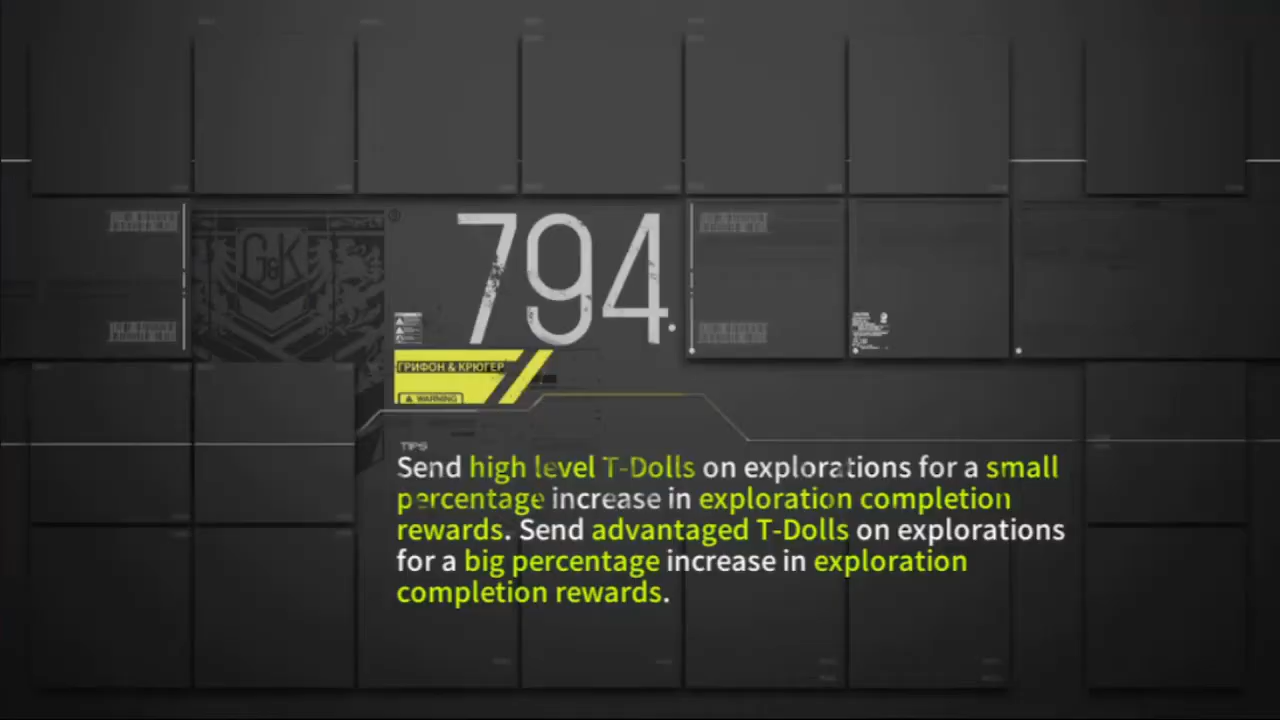 G&K
794.
ГРИФОН & КРЮГЕР
WARNING
TIPS
Send high level T-Dolls on explorations for a small
percentage increase in exploration completion
rewards. Send advantaged T-Dolls on explorations
for a big percentage increase in exploration
completion rewards.